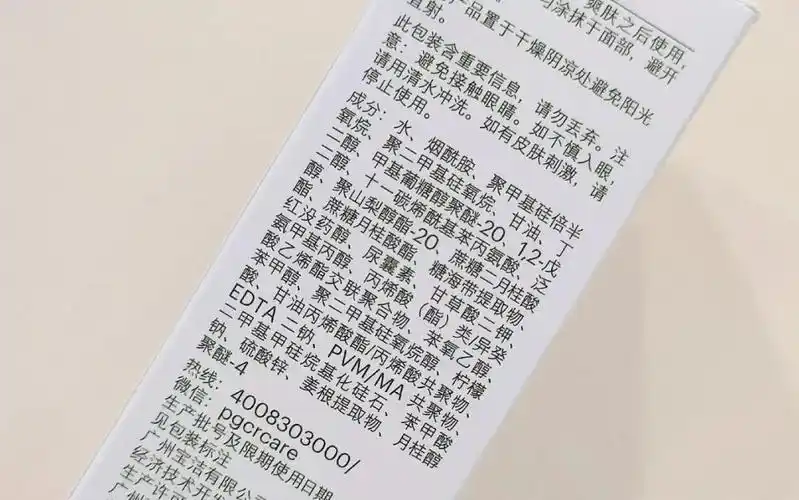 爽肤之后使用,
涂抹于面部,避开
产品置于干燥阴凉处避免阳光
直射。
此包装含重要信息,请勿丢弃。注
意:避免接触眼睛。如不慎入眼,
请用清水冲洗。如有皮肤刺激,请
停止使用。
成分:水、烟酰胺、聚甲基硅倍半
氧烷、聚二甲基硅氧烷、甘油、丁
二醇、甲基葡糖醇聚醚-20、1,2-戊
二醇、十一碳烯酰基苯丙氨酸、泛
醇、聚山梨醇酯-20、蔗糖二月桂酸
酯、蔗糖月桂酸酯、糖海带提取物、
红没药醇、尿囊素、甘草酸二钾、
氨甲基丙醇、丙烯酸(酯)类/异癸
酸乙烯酯交联聚合物、苯氧乙醇、
苯甲醇、聚二甲基硅氧烷醇、柠檬
酸、甘油丙烯酸酯/丙烯酸共聚物、
EDTA 二钠、PVM/MA 共聚物、
二甲基甲硅烷基化硅石、苯甲酸
钠、硫酸锌、姜根提取物、月桂醇
聚醚-4
热线:4008303000/
微信:pgcrcare
生产批号及限期使用日期
见包装标注
广州宝洁有限公
经济技术开
生产许可
广州